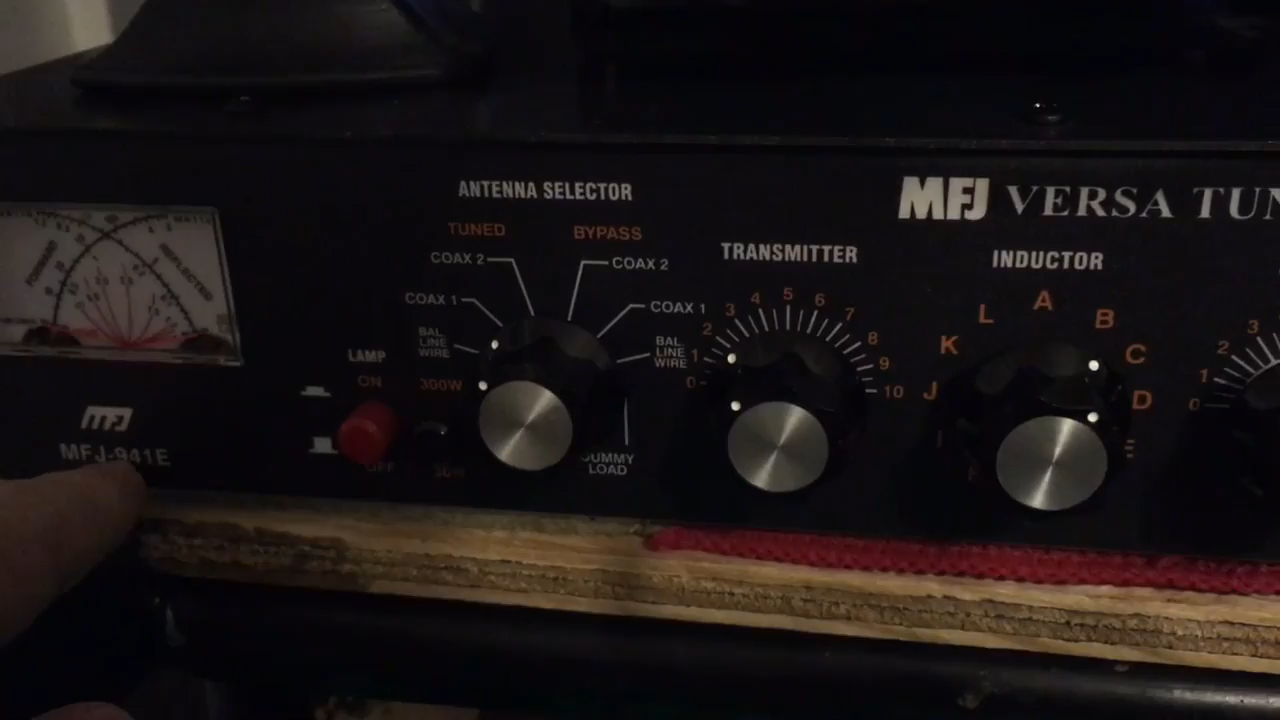 ANTENNA SELECTOR
MFJ VERSA TUN
TUNED
BYPASS
COAX 2
COAX 2
COAX 1
COAX 1
BAL.
LINE
WIRE
BAL.
LINE
WIRE
TRANSMITTER
0 1 2 3 4 5 6 7 8 9 10
INDUCTOR
J K L A B C D
0 1 2 3
FORWARD
REFLECTED
LAMP
ON
OFF
300W
DUMMY
LOAD
MFJ
MFJ-941E